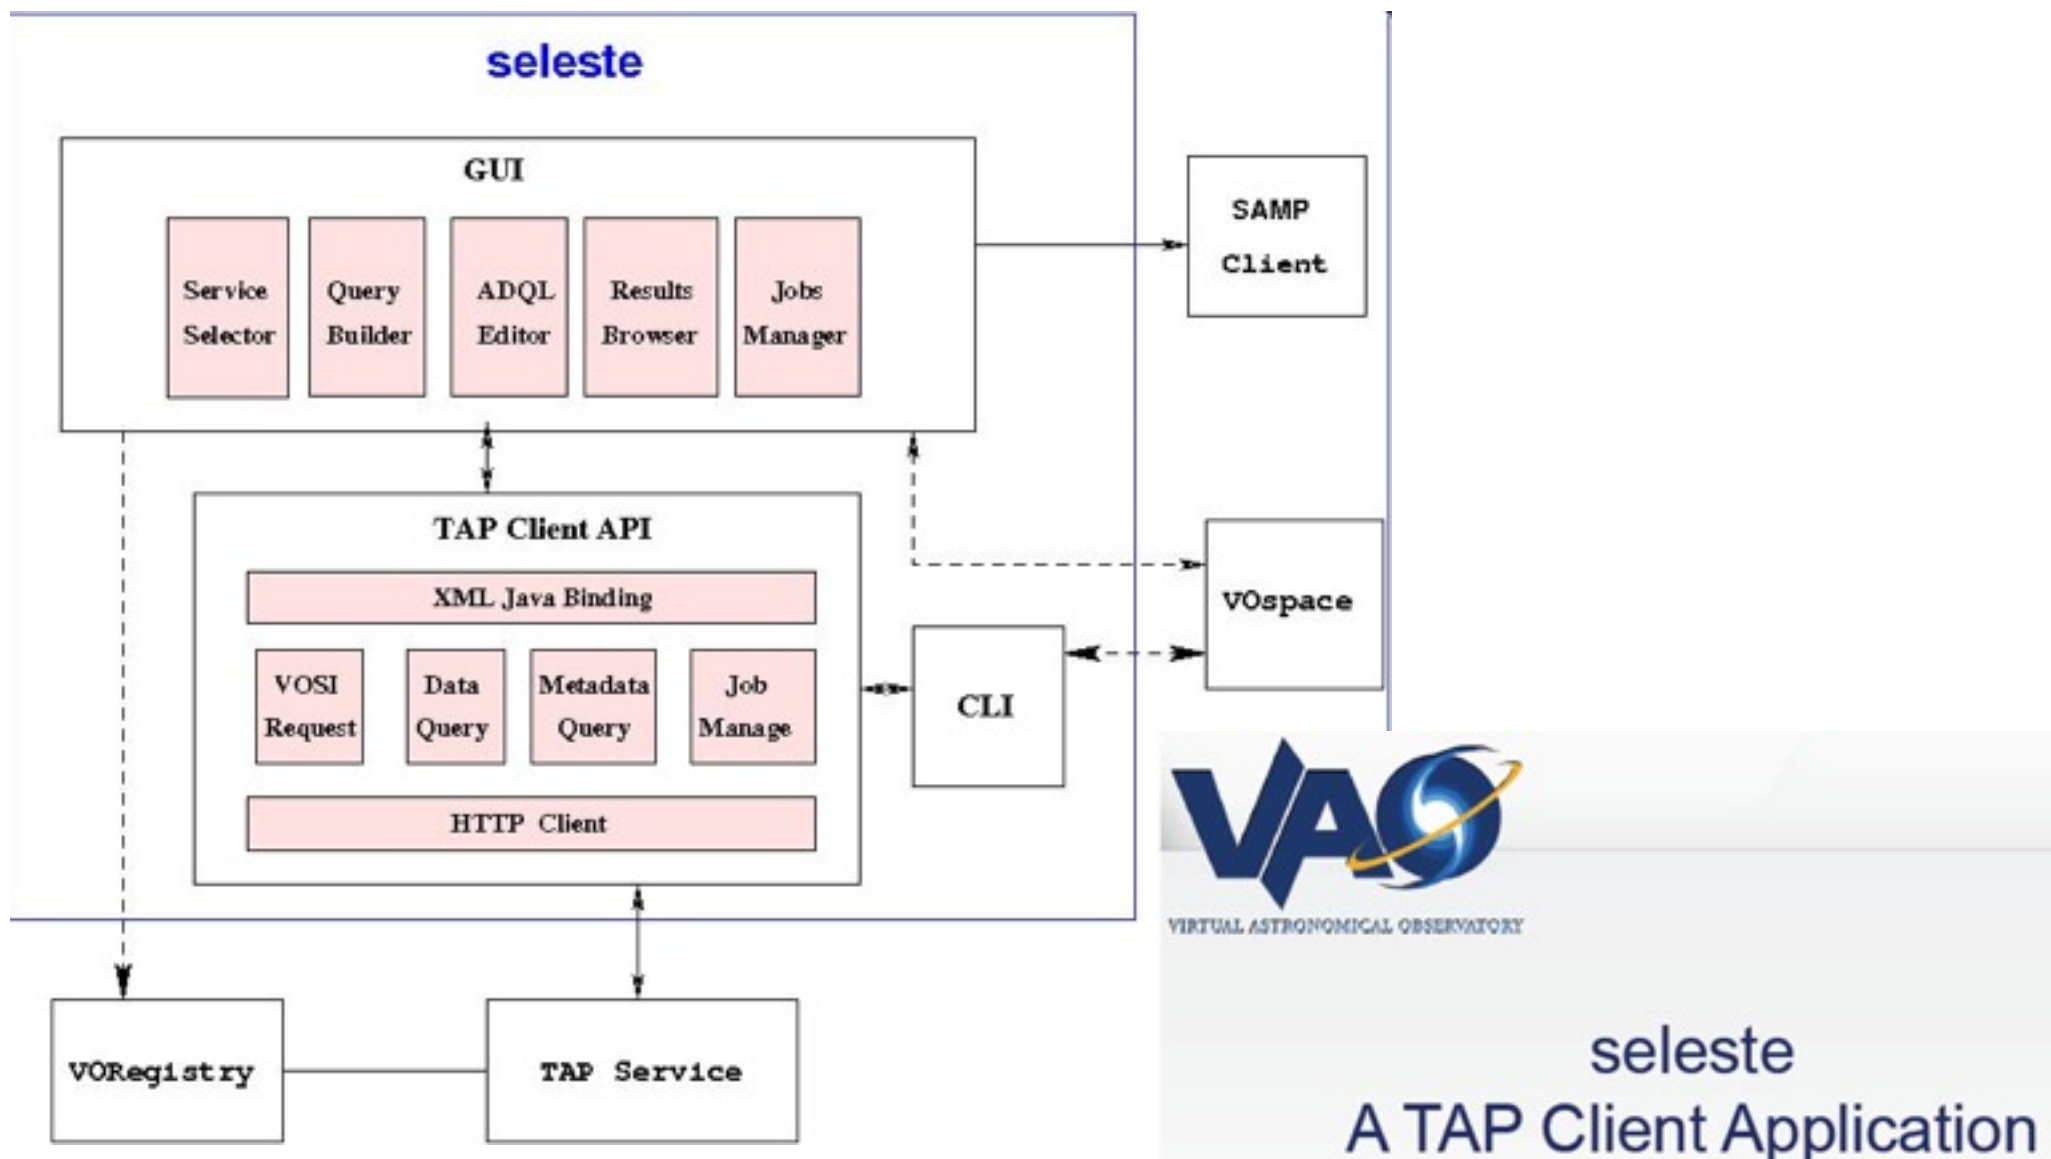 seleste
GUI
Service
Selector
Query
Builder
ADQL
Editor
Results
Browser
Jobs
Manager
SAMP
Client
TAP Client API
XML Java Binding
VOSI
Request
Data
Query
Metadata
Query
Job
Manage
HTTP Client
CLI
VOspace
VORegistry
TAP Service
VAO
VIRTUAL ASTRONOMICAL OBSERVATORY
seleste
A TAP Client Application